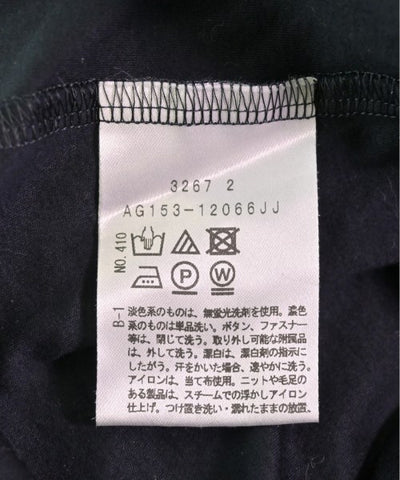 3267 2
AG153-12066JJ
NO.410
P W
B-1
淡色系のものは、無蛍光洗剤を使用。濃色
系のものは単品洗い。ボタン、ファスナー
等は、閉じて洗う。取り外し可能な附属品
は、外して洗う。漂白は、漂白剤の指示に
したがう。汗をかいた場合、速やかに洗う。
アイロンは、当て布使用。ニットや毛足の
ある製品は、スチームでの浮かしアイロン
仕上げ。つけ置き洗い・濡れたままの放置、